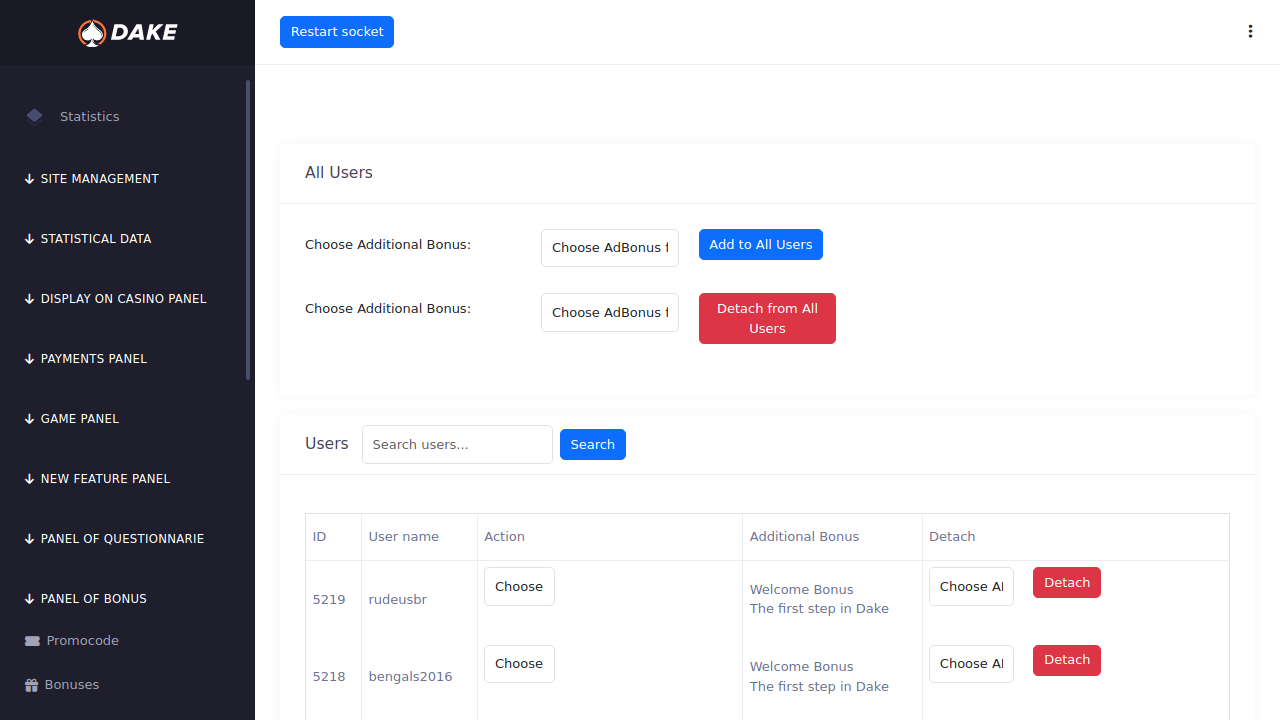 DAKE
Restart socket
Statistics
SITE MANAGEMENT
STATISTICAL DATA
DISPLAY ON CASINO PANEL
PAYMENTS PANEL
GAME PANEL
NEW FEATURE PANEL
PANEL OF QUESTIONNARIE
PANEL OF BONUS
Promocode
Bonuses
All Users
Choose Additional Bonus:
Choose AdBonus
Add to All Users
Choose Additional Bonus:
Choose AdBonus
Detach from All
Users
Users
Search users...
Search
ID User name Action Additional Bonus Detach
5219 rudeusbr Choose
Welcome Bonus
The first step in Dake
Choose
Detach
5218 bengals2016 Choose
Welcome Bonus
The first step in Dake
Choose
Detach